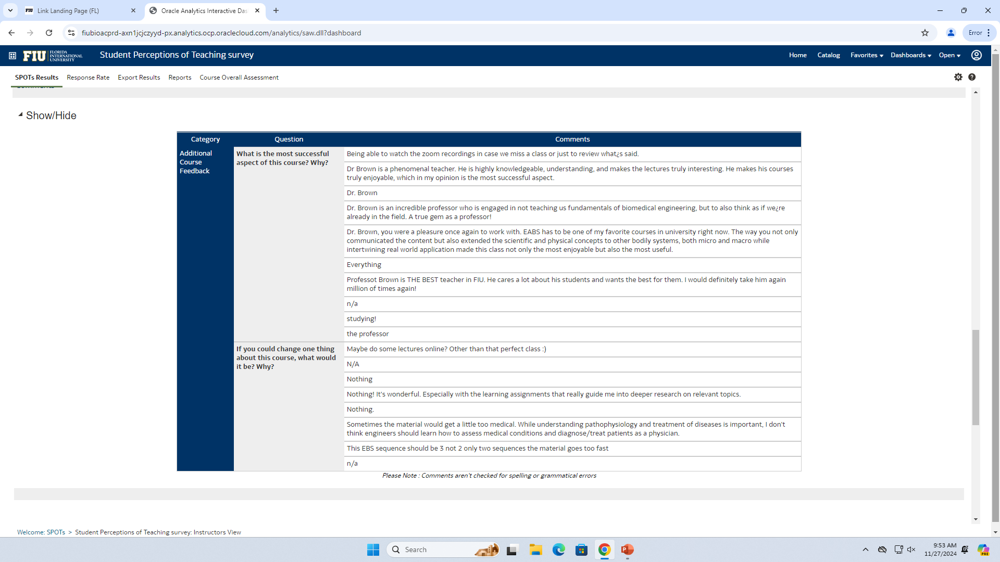 Link Landing Page (FL)
Oracle Analytics Interactive Das
fiubioacprd-axn1jcjczyyd-px.analytics.ocp.oraclecloud.com/analytics/saw.dll?dashboard
Error
FIU
FLORIDA
INTERNATIONAL
UNIVERSITY
Student Perceptions of Teaching survey
Home
Catalog
Favorites
Dashboards
Open
SPOTs Results
Response Rate
Export Results
Reports
Course Overall Assessment
Show/Hide
Category
Question
Comments
Additional
Course
Feedback
What is the most successful
aspect of this course? Why?
Being able to watch the zoom recordings in case we miss a class or just to review what¿s said.
Dr Brown is a phenomenal teacher. He is highly knowledgeable, understanding, and makes the lectures truly interesting. He makes his courses
truly enjoyable, which in my opinion is the most successful aspect.
Dr. Brown
Dr. Brown is an incredible professor who is engaged in not teaching us fundamentals of biomedical engineering, but to also think as if we¿re
already in the field. A true gem as a professor!
Dr. Brown, you were a pleasure once again to work with. EABS has to be one of my favorite courses in university right now. The way you not only
communicated the content but also extended the scientific and physical concepts to other bodily systems, both micro and macro while
intertwining real world application made this class not only the most enjoyable but also the most useful.
Everything
Professot Brown is THE BEST teacher in FIU. He cares a lot about his students and wants the best for them. I would definitely take him again
million of times again!
n/a
studying!
the professor
If you could change one thing
about this course, what would
it be? Why?
Maybe do some lectures online? Other than that perfect class :)
N/A
Nothing
Nothing! It's wonderful. Especially with the learning assignments that really guide me into deeper research on relevant topics.
Nothing.
Sometimes the material would get a little too medical. While understanding pathophysiology and treatment of diseases is important, I don't
think engineers should learn how to assess medical conditions and diagnose/treat patients as a physician.
This EBS sequence should be 3 not 2 only two sequences the material goes too fast
n/a
Please Note : Comments aren't checked for spelling or grammatical errors
Welcome: SPOTs > Student Perceptions of Teaching survey: Instructors View
Search
9:53 AM
11/27/2024
PRE